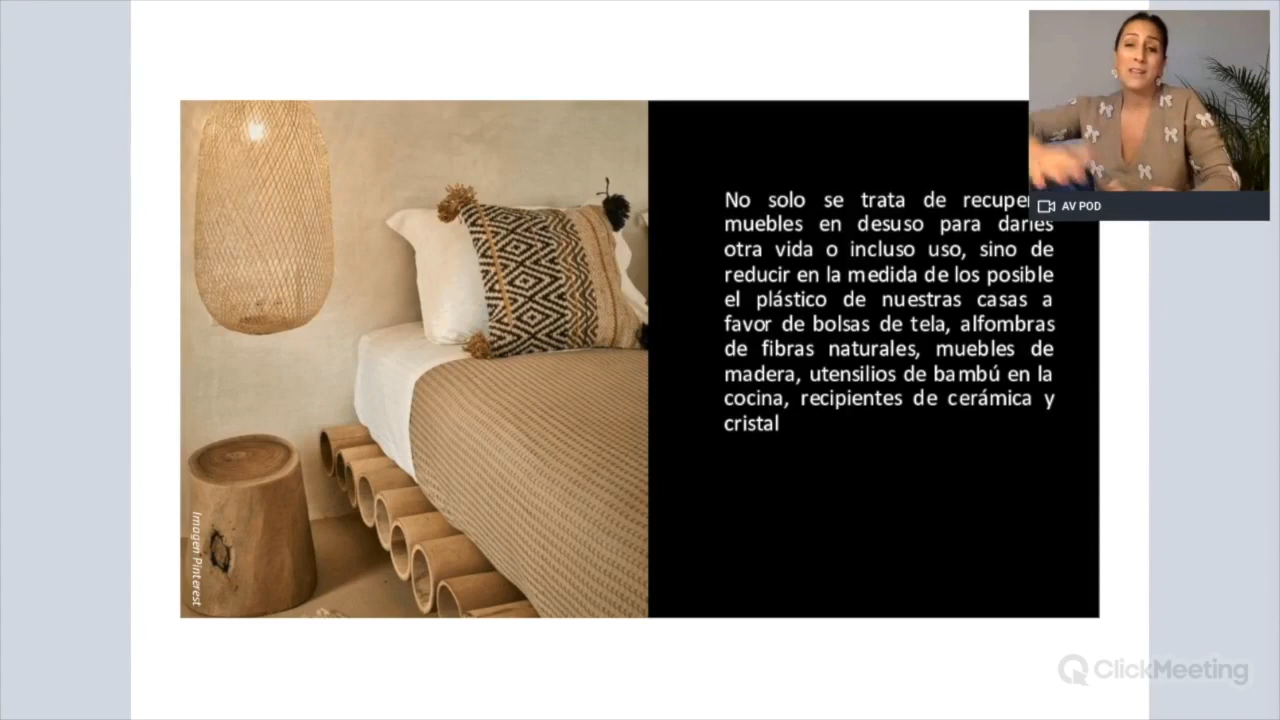 No solo se trata de
muebles en desuso para darles
otra vida o incluso uso, sino de
reducir en la medida de los posible
el plástico de nuestras casas a
favor de bolsas de tela, alfombras
de fibras naturales, muebles de
madera, utensilios de bambú en la
cocina, recipientes de cerámica y
cristal
Imagen Pinterest
AV POD
ClickMeeting